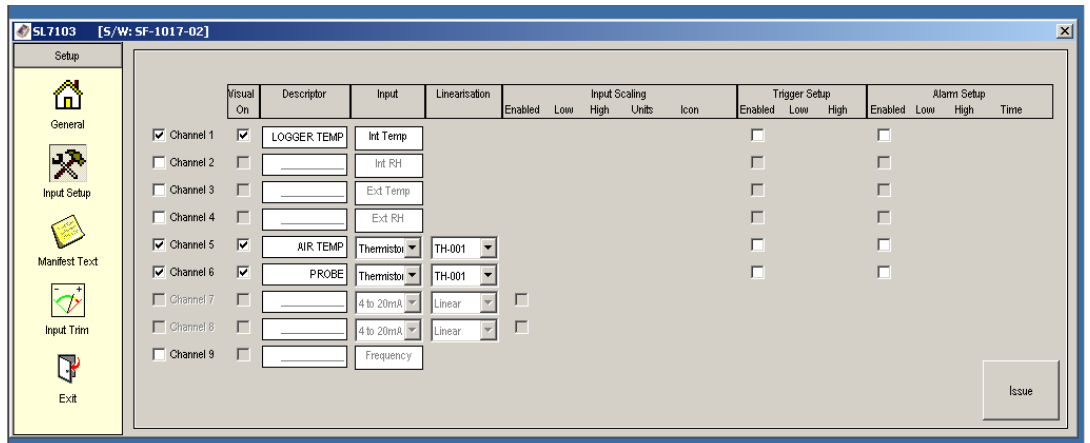 SL7103 [S/W: SF-1017-02]
Setup
General
Input Setup
Manifest Text
Input Trim
Exit
Visual Descriptor Input Linearisation Input Scaling Trigger Setup Alarm Setup
On Enabled Low High Units Icon Enabled Low High Enabled Low High Time
Channel 1 LOGGER TEMP Int Temp
Channel 2 Int RH
Channel 3 Ext Temp
Channel 4 Ext RH
Channel 5 AIR TEMP Thermistor TH-001
Channel 6 PROBE Thermistor TH-001
Channel 7 4 to 20mA Linear
Channel 8 4 to 20mA Linear
Channel 9 Frequency
Issue